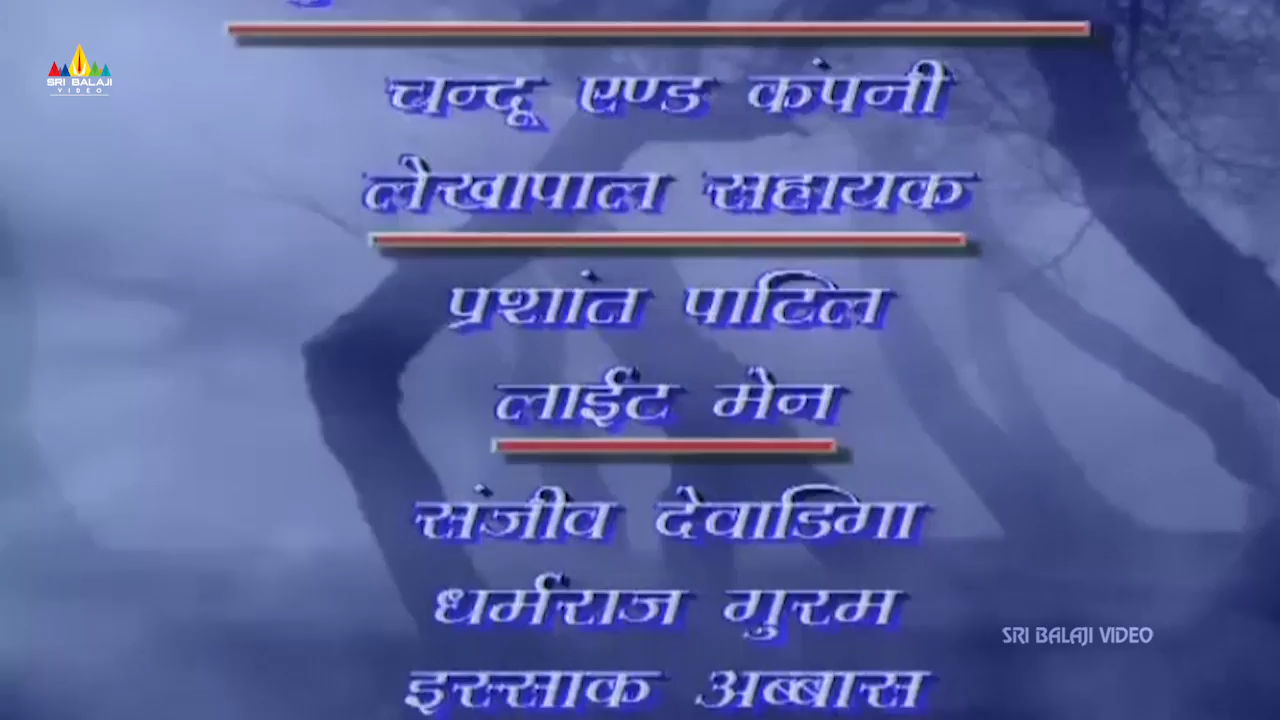 SRI BALAJI
VIDEO
चन्दू एण्ड कंपनी
लेखापाल सहायक
प्रशांत पाटिल
लाईट मेन
संजीव देवाडिगा
धर्मराज गुरम
SRI BALAJI VIDEO
इस्साक अब्बास